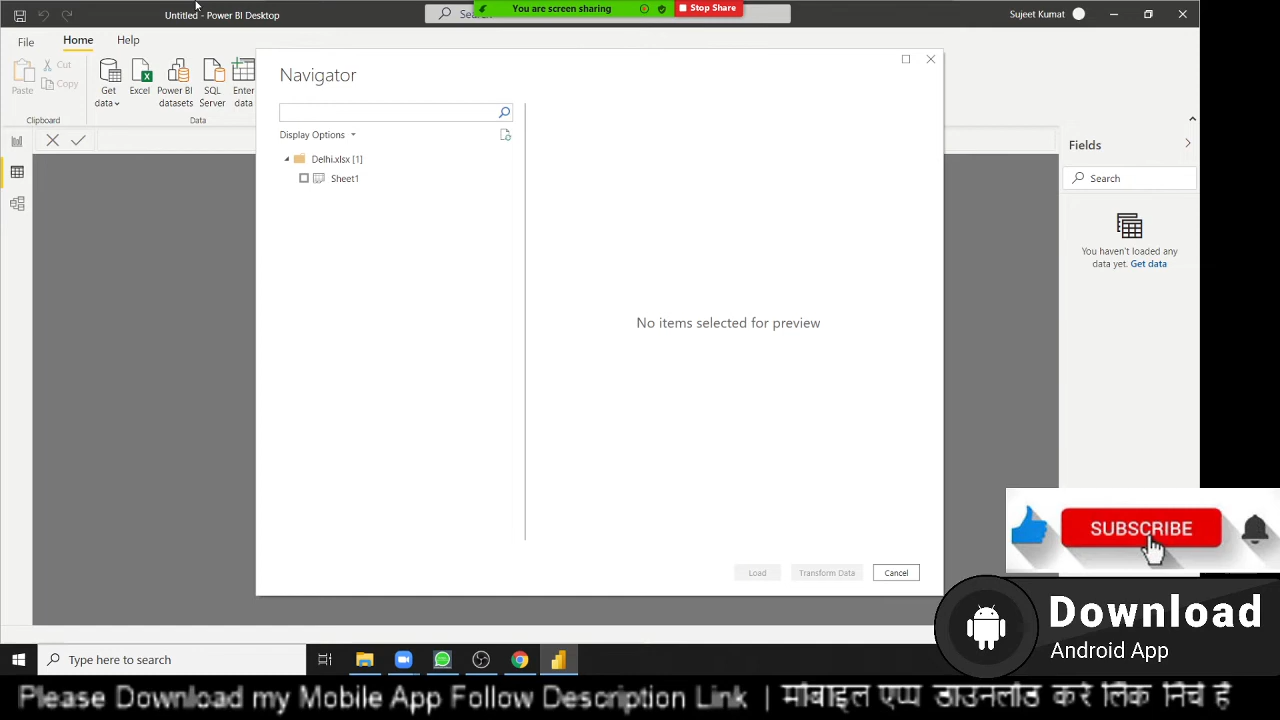 Untitled - Power BI Desktop
Sea
You are screen sharing
Stop Share
Sujeet Kumat
File
Home
Help
Paste
Cut
Copy
Clipboard
Get data
Excel
Power BI datasets
SQL Server
Enter data
Data
Navigator
Display Options
Delhi.xlsx [1]
Sheet1
No items selected for preview
Load
Transform Data
Cancel
Fields
Search
You haven't loaded any
data yet. Get data
SUBSCRIBE
Download
Android App
Type here to search
Please Download my Mobile App Follow Description Link | मोबाइल एप्प डाउनलोड करे लिंक निचे है